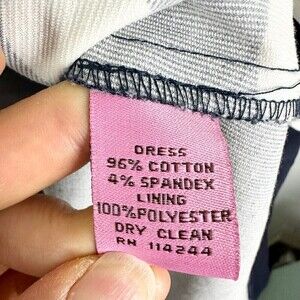 DRESS
96% COTTON
4% SPANDEX
LINING
100%POLYESTER
DRY CLEAN
RN 114244